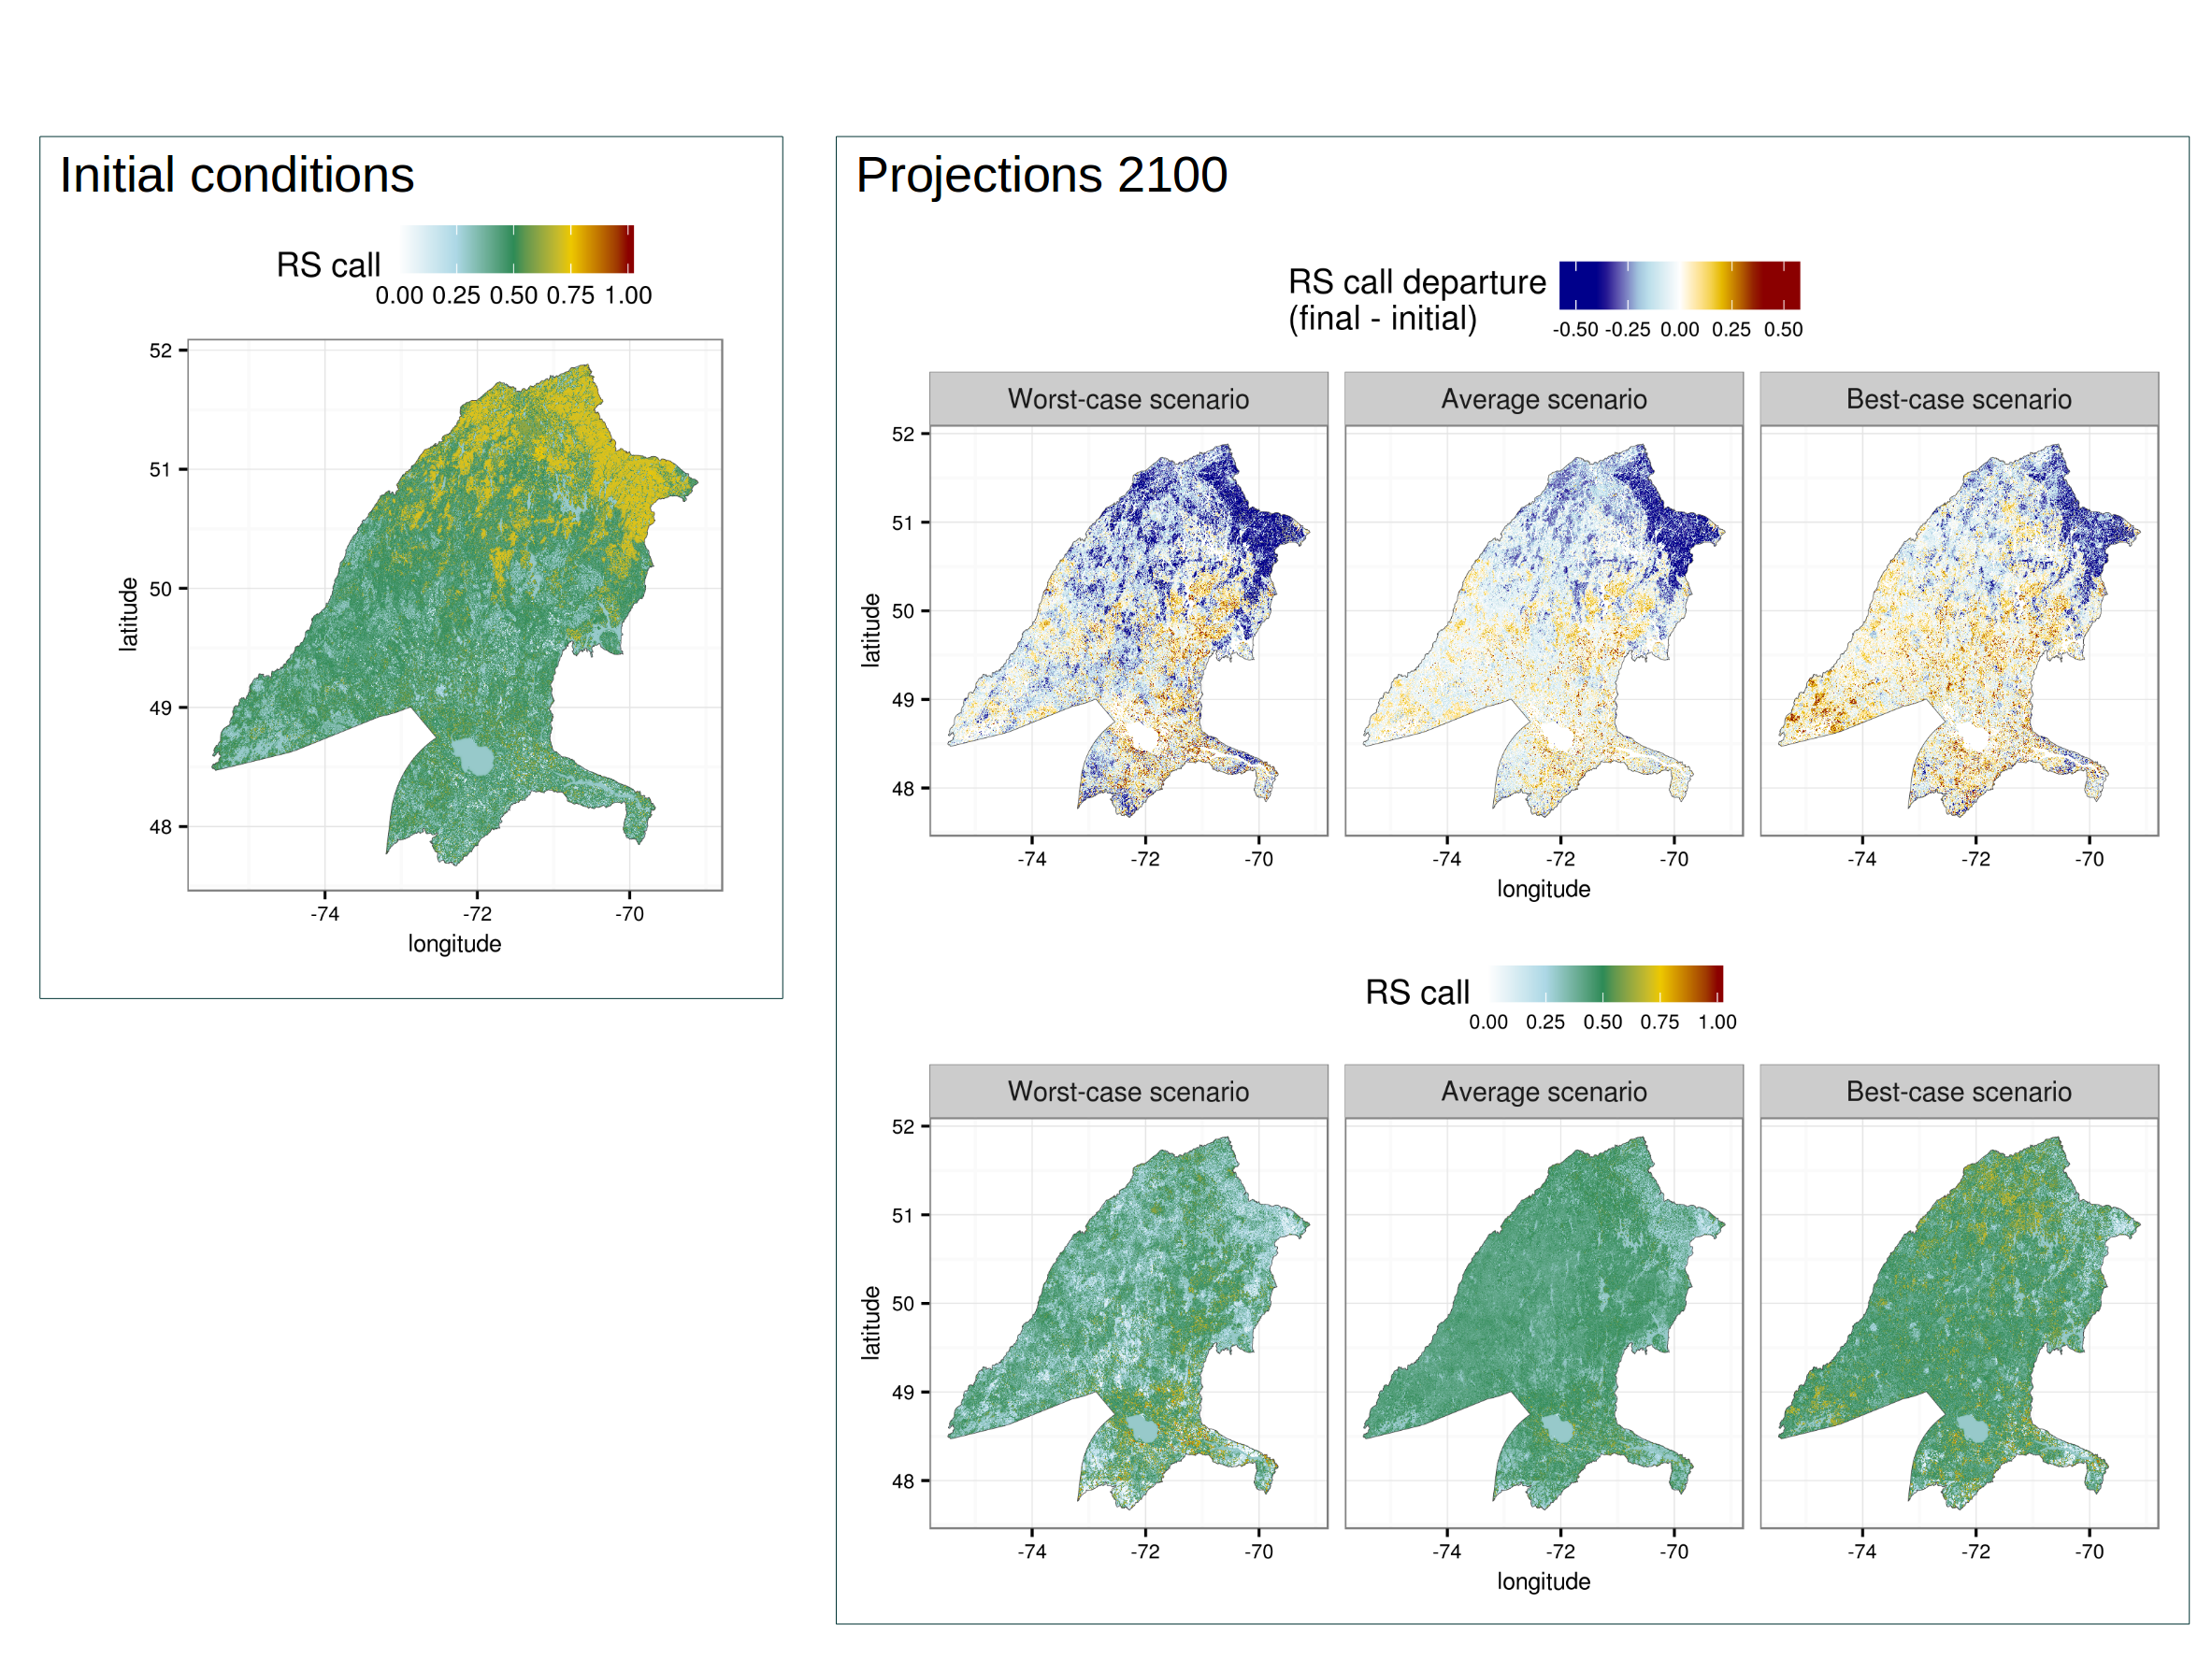 Initial conditions
RS call
0.00 0.25 0.50 0.75 1.00
52
51
50
49
48
latitude
-74 -72 -70
longitude
Projections 2100
RS call departure
(final - initial)
-0.50 -0.25 0.00 0.25 0.50
Worst-case scenario
Average scenario
Best-case scenario
52
51
50
49
48
latitude
-74 -72 -70
-74 -72 -70
-74 -72 -70
longitude
RS call
0.00 0.25 0.50 0.75 1.00
Worst-case scenario
Average scenario
Best-case scenario
52
51
50
49
48
latitude
-74 -72 -70
-74 -72 -70
-74 -72 -70
longitude